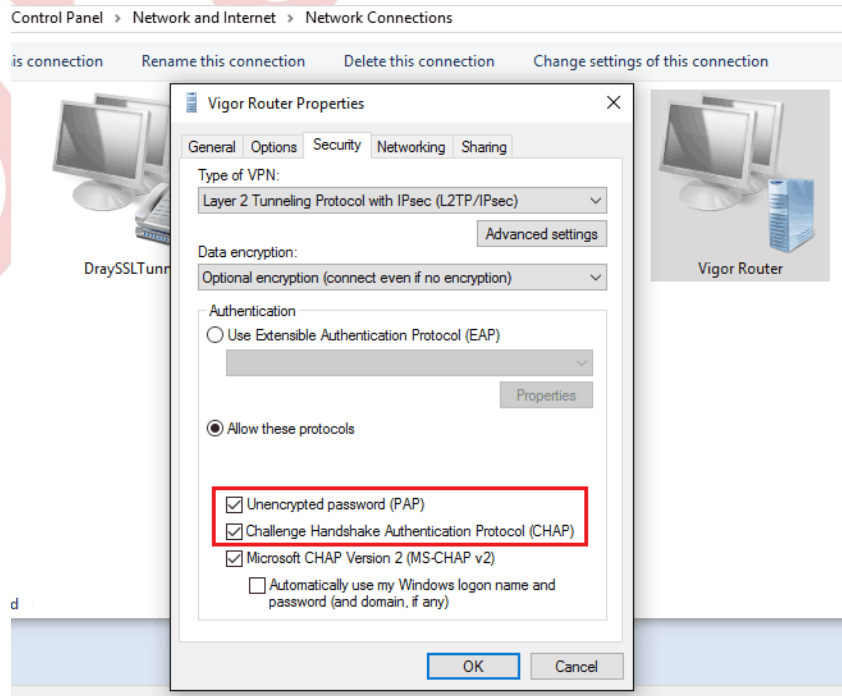 Control Panel > Network and Internet > Network Connections
is connection Rename this connection Delete this connection Change settings of this connection
Vigor Router Properties
General Options Security Networking Sharing
Type of VPN:
Layer 2 Tunneling Protocol with IPsec (L2TP/IPsec)
Advanced settings
Data encryption:
Optional encryption (connect even if no encryption)
DraySSLTunn
Vigor Router
Authentication
Use Extensible Authentication Protocol (EAP)
Properties
Allow these protocols
Unencrypted password (PAP)
Challenge Handshake Authentication Protocol (CHAP)
Microsoft CHAP Version 2 (MS-CHAP v2)
Automatically use my Windows logon name and
password (and domain, if any)
d
OK Cancel